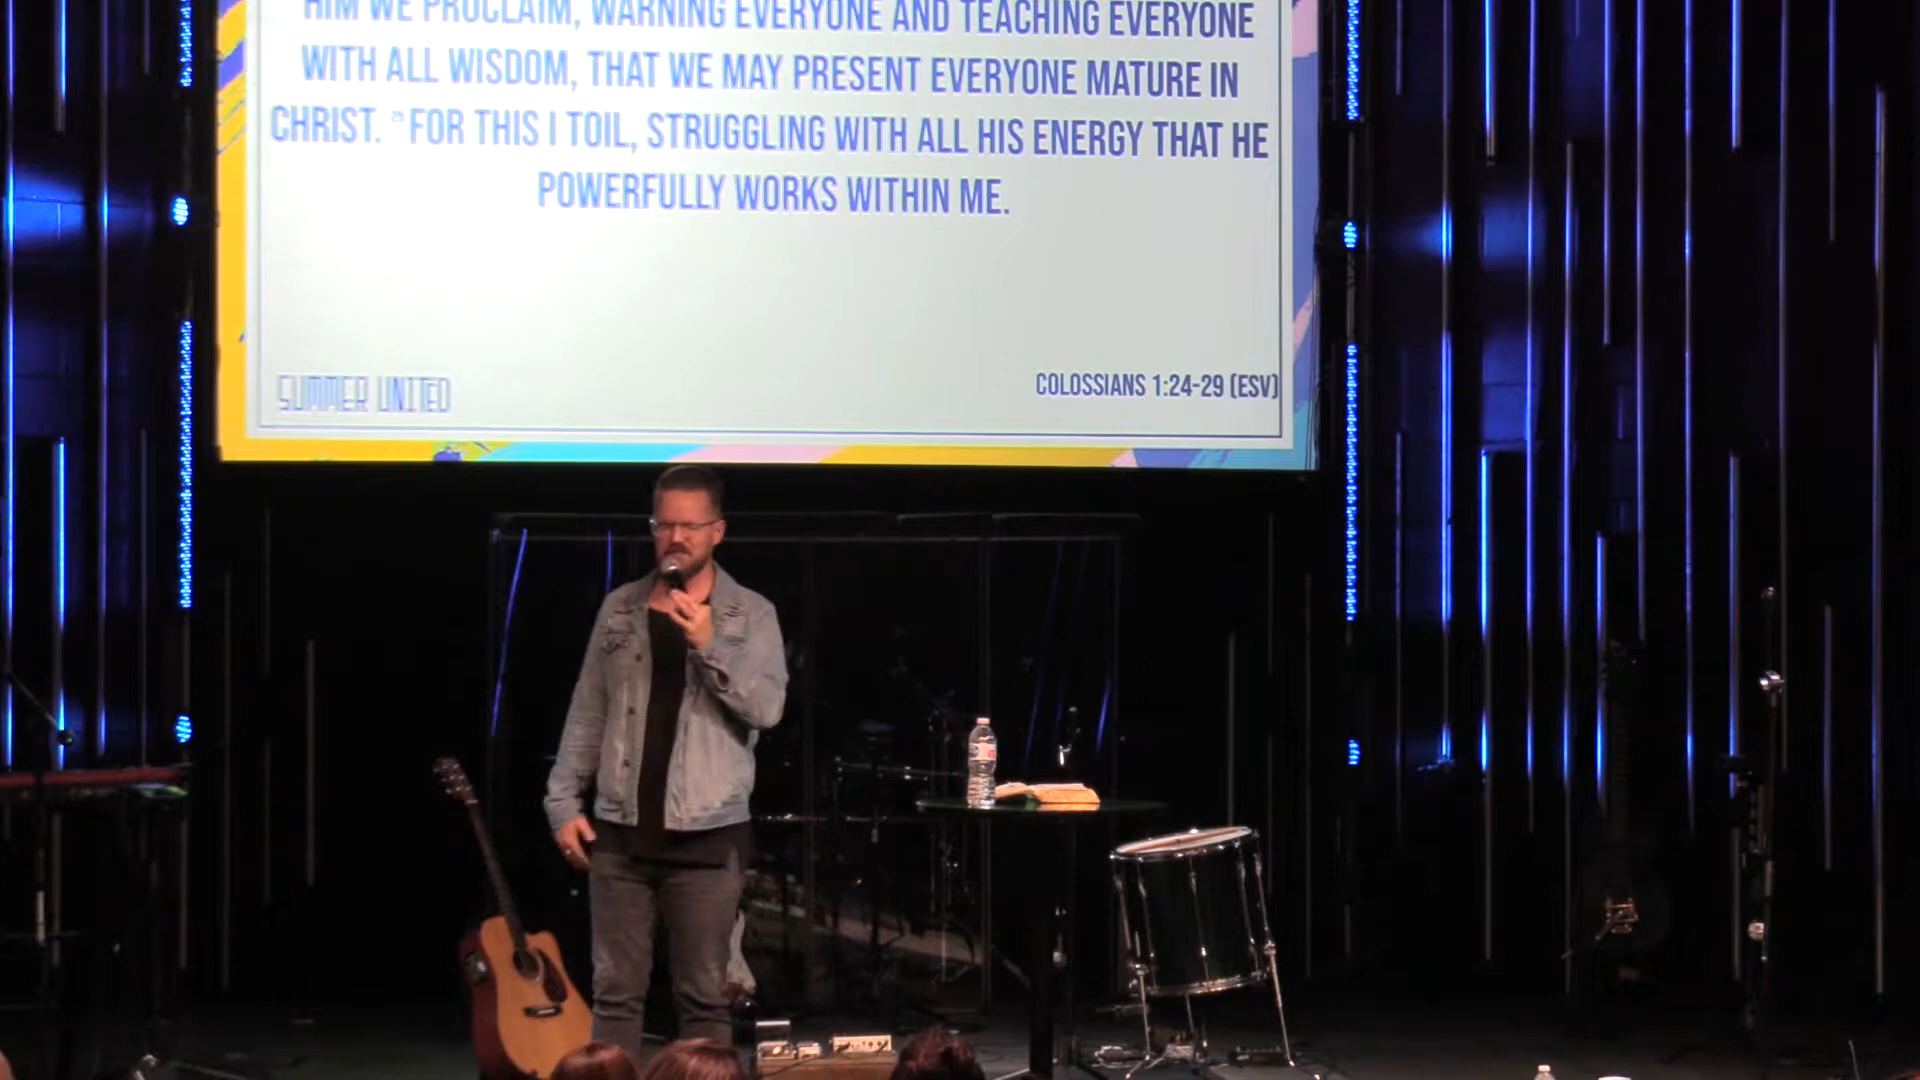 HIM WE PROCLAIM, WARNING EVERYONE AND TEACHING EVERYONE
WITH ALL WISDOM, THAT WE MAY PRESENT EVERYONE MATURE IN
CHRIST. 29 FOR THIS I TOIL, STRUGGLING WITH ALL HIS ENERGY THAT HE
POWERFULLY WORKS WITHIN ME.
SUMMER UNITED
COLOSSIANS 1:24-29 (ESV)